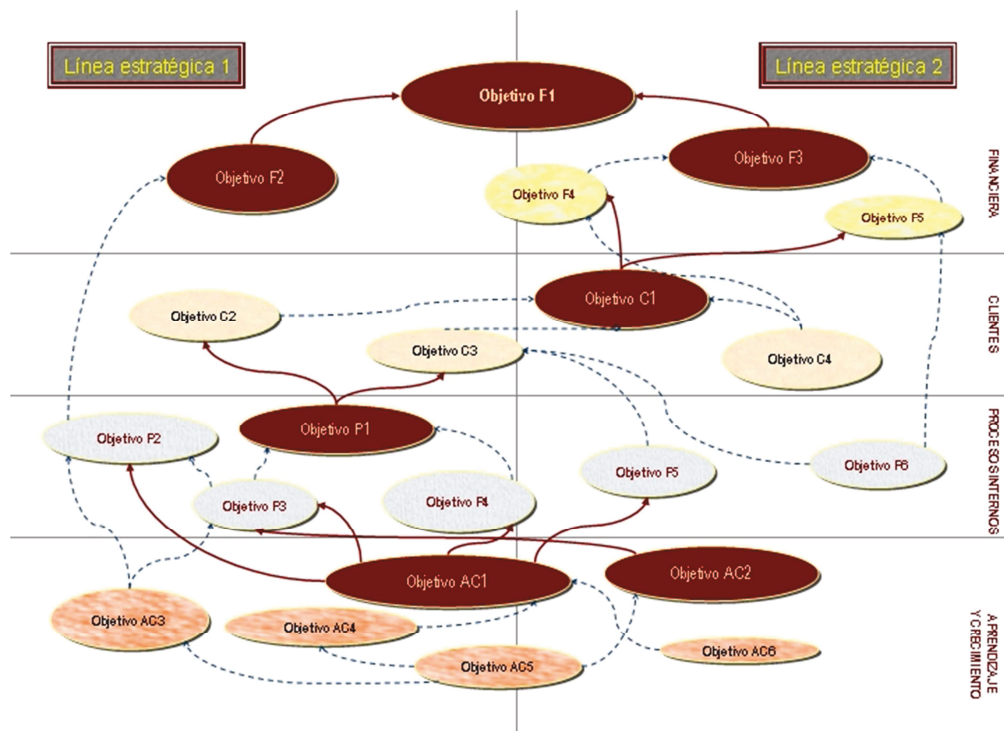 Línea estratégica 1
Línea estratégica 2
Objetivo F1
Objetivo F2
Objetivo F3
Objetivo F4
Objetivo F5
FINANCIERA
Objetivo C1
Objetivo C2
Objetivo C3
Objetivo C4
CLIENTES
Objetivo P1
Objetivo P2
Objetivo P3
Objetivo P4
Objetivo P5
Objetivo P6
PROCESOS INTERNOS
Objetivo AC1
Objetivo AC2
Objetivo AC3
Objetivo AC4
Objetivo AC5
Objetivo AC6
APRENDIZAJE
Y CRECIMIENTO